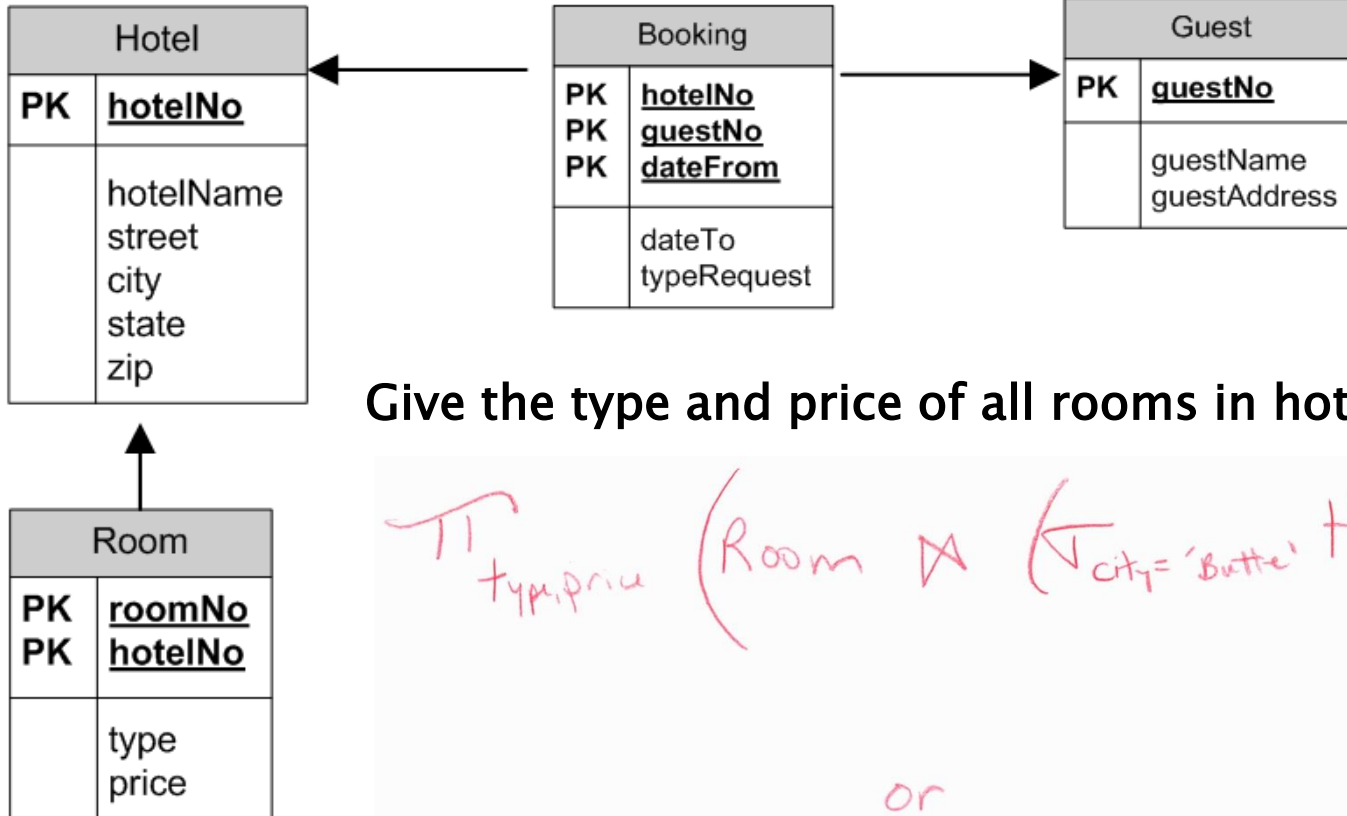 Hotel
PK hotelNo
hotelName
street
city
state
zip
Booking
PK hotelNo
PK guestNo
PK dateFrom
dateTo
typeRequest
Guest
PK guestNo
guestName
guestAddress
Room
PK roomNo
PK hotelNo
type
price
Give the type and price of all rooms in hot
π type,price (Room ⋈ (σ city='Butte' H
or